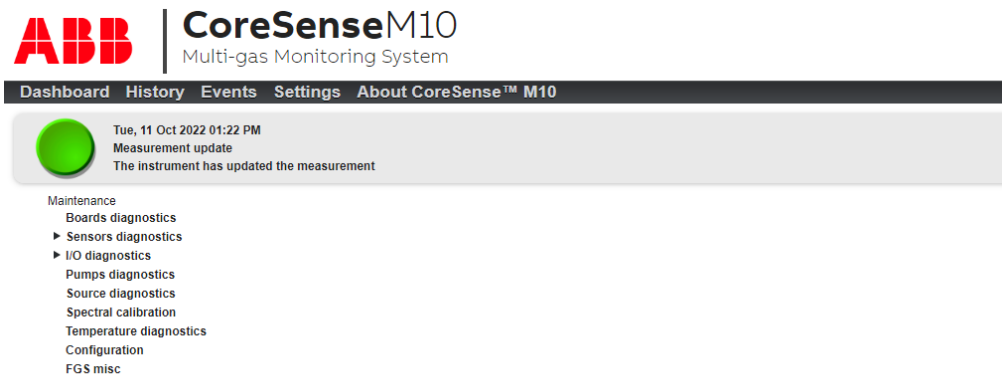 ABB
CoreSenseM10
Multi-gas Monitoring System
Dashboard History Events Settings About CoreSense™ M10
Tue, 11 Oct 2022 01:22 PM
Measurement update
The instrument has updated the measurement
Maintenance
Boards diagnostics
Sensors diagnostics
I/O diagnostics
Pumps diagnostics
Source diagnostics
Spectral calibration
Temperature diagnostics
Configuration
FGS misc